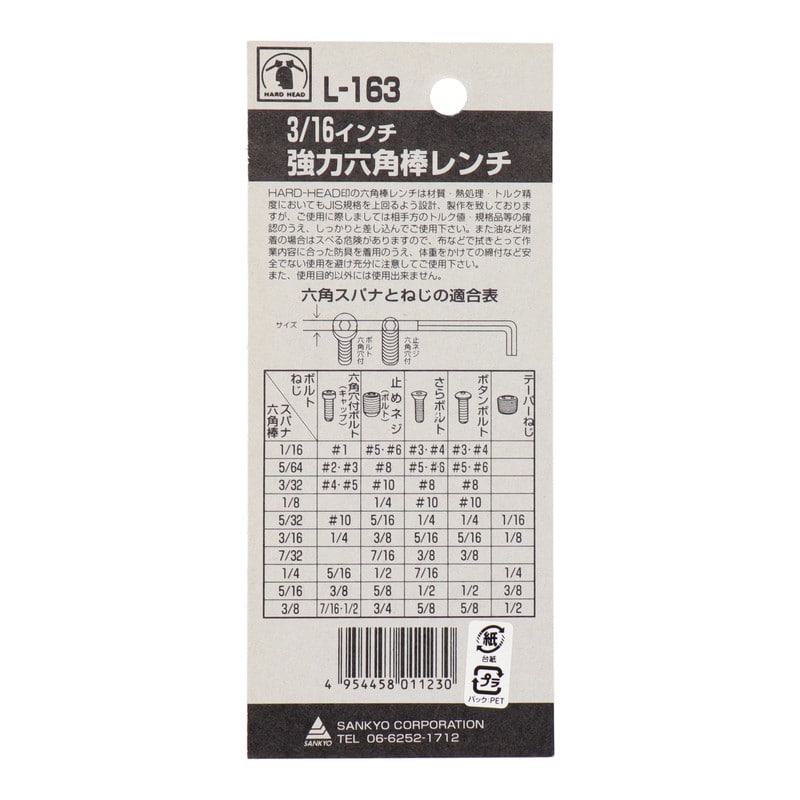 HARD HEAD
L-163
3/16インチ
強力六角棒レンチ
HARD-HEAD印の六角棒レンチは材質・熱処理・トルク精
度においてもJIS規格を上回るよう設計、製作を致しており
ますが、ご使用に際しましては相手方のトルク値・規格品等の確
認のうえ、しっかりと差し込んでご使用下さい。また油など附
着の場合はスベる危険がありますので、布などで拭きとって作
業内容に合った防具を着用のうえ、体重をかけての締付など安
全でない使用を避け充分に注意してご使用下さい。
また、使用目的以外には使用出来ません。
六角スパナとねじの適合表
サイズ
ボルト
六角穴付
止ネジ
六角穴付
ボルト ねじ スパナ 六角棒 六角穴付ボルト (キャップ) 止めネジ (ボルト) さらボルト ボタンボルト テーパーねじ
1/16 #1 #5・#6 #3・#4 #3・#4
5/64 #2・#3 #8 #5・#6 #5・#6
3/32 #4・#5 #10 #8 #8
1/8 1/4 #10 #10
5/32 #10 5/16 1/4 1/4 1/16
3/16 1/4 3/8 5/16 5/16 1/8
7/32 7/16 3/8 3/8
1/4 5/16 1/2 7/16 1/4
5/16 3/8 5/8 1/2 1/2 3/8
3/8 7/16・1/2 3/4 5/8 5/8 1/2
4 954458 011230
紙
台紙
プラ
パック:PET
SANKYO
SANKYO CORPORATION
TEL 06-6252-1712